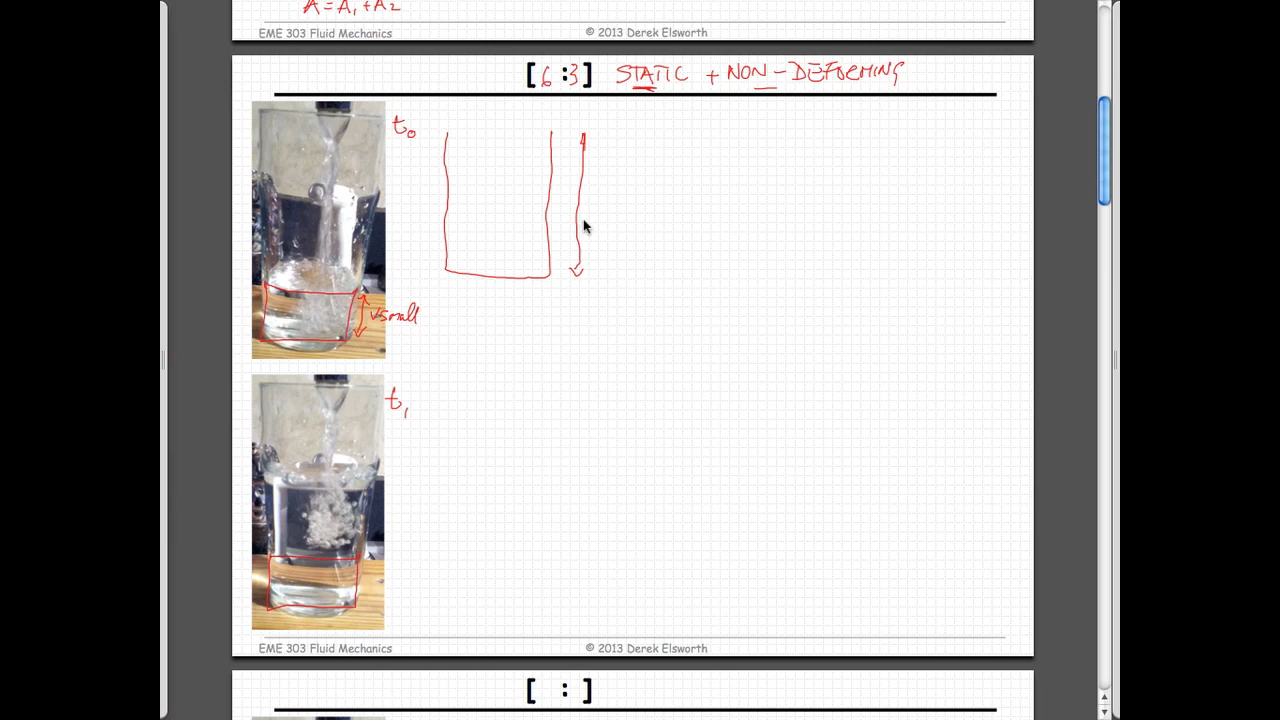 A = A1 + A2
EME 303 Fluid Mechanics © 2013 Derek Elsworth
[ 6 : 3 ] STATIC + NON-DEFORMING
t0
vsmall
t1
EME 303 Fluid Mechanics © 2013 Derek Elsworth
[ : ]